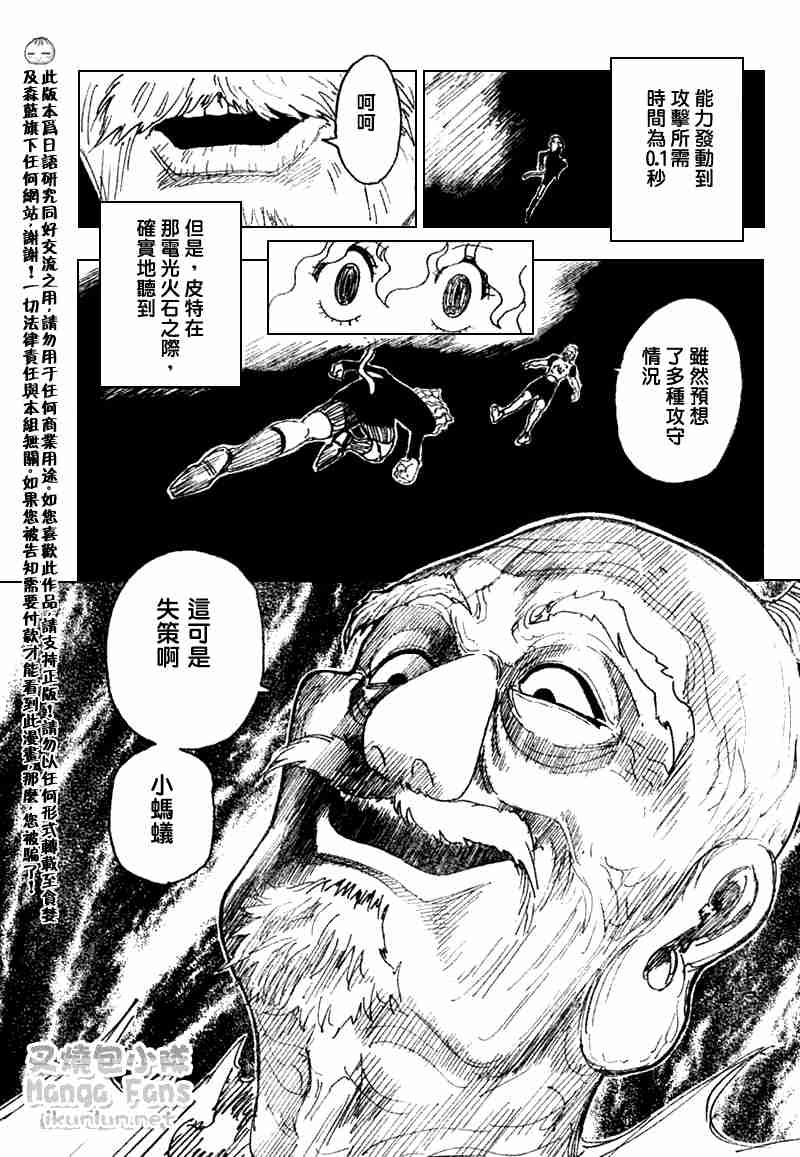 能力發動到
攻擊所需
時間為0.1秒
呵
呵
但是，皮特在
那電光火石之際，
確實地聽到
雖然預想
了多種攻守
情況
這可是
失策啊
小螞蟻
此版本爲日語研究同好交流之用，請勿用于任何商業用途。如您喜歡此作品，請支持正版！請勿以任何形式轉載至貪婪
及森藍旗下任何網站，謝謝！一切法律責任與本組無關。如果您被告知需要付款才能看到此漫畫，那麼，您被騙了！
叉燒包小隊
Manga Fans
ikunlun.net